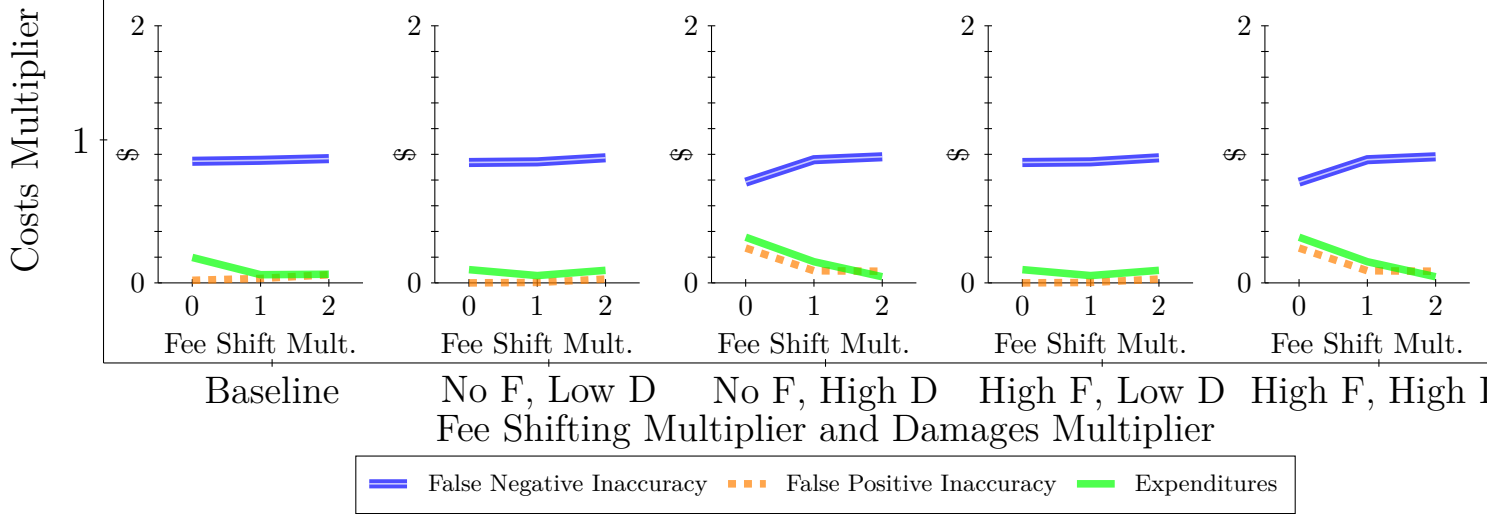 Costs Multiplier
1
2
$
0
0 1 2
Fee Shift Mult.
2
$
0
0 1 2
Fee Shift Mult.
2
$
0
0 1 2
Fee Shift Mult.
2
$
0
0 1 2
Fee Shift Mult.
2
$
0
0 1 2
Fee Shift Mult.
Baseline
No F, Low D
No F, High D
High F, Low D
High F, High D
Fee Shifting Multiplier and Damages Multiplier
False Negative Inaccuracy False Positive Inaccuracy Expenditures